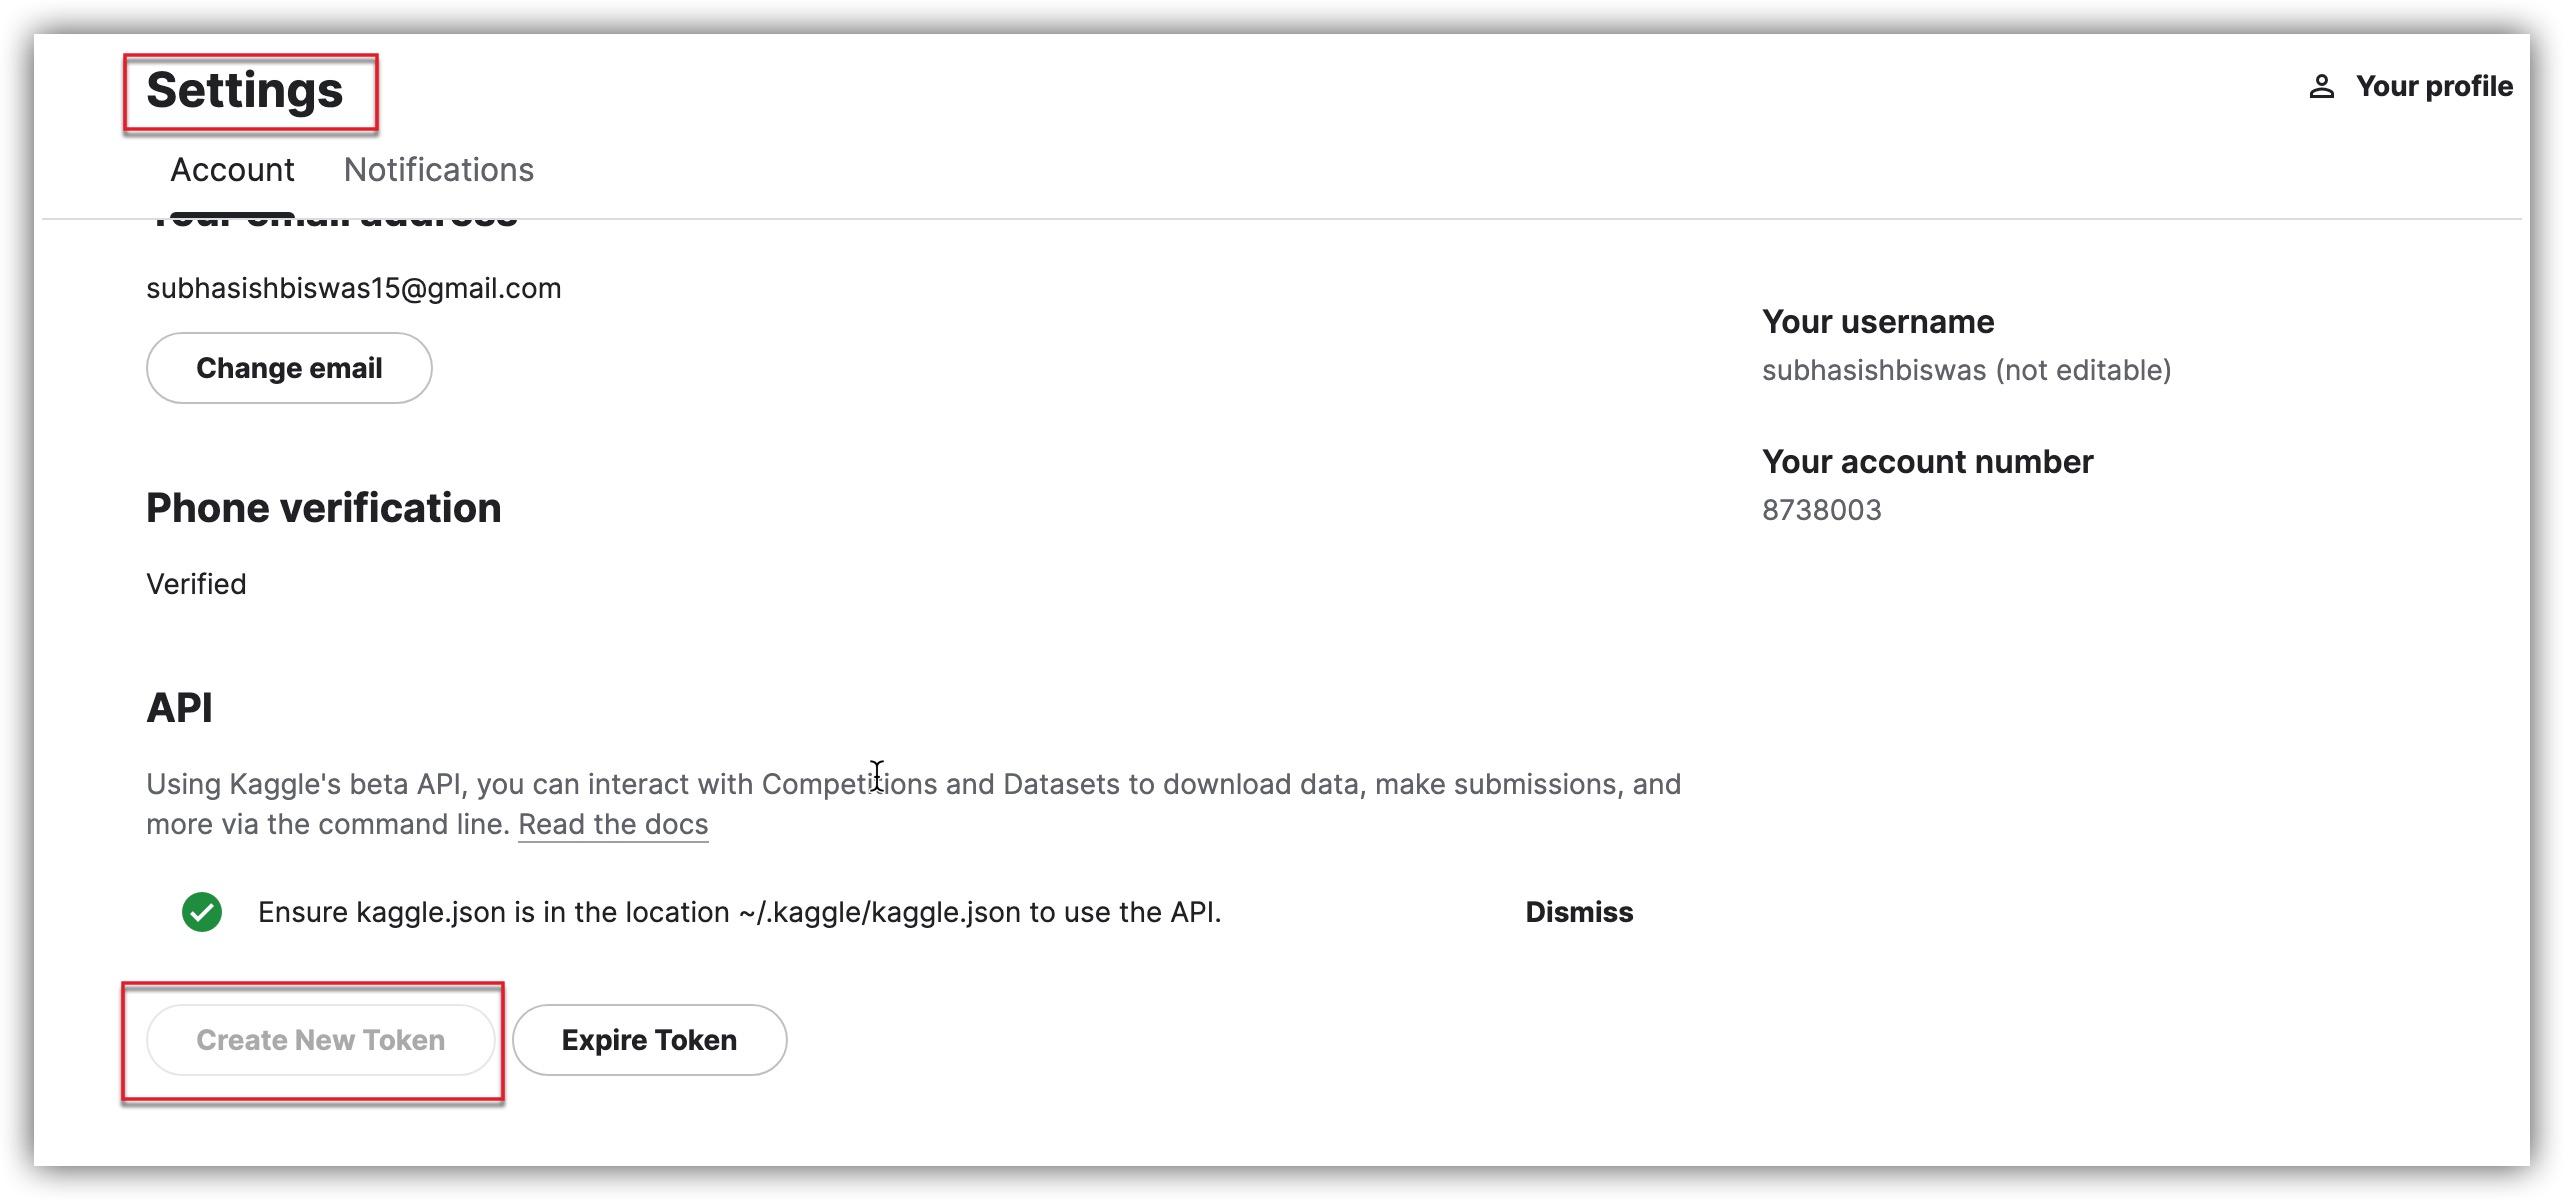 Settings
Your profile
Account Notifications
Your email address
subhasishbiswas15@gmail.com
Change email
Your username
subhasishbiswas (not editable)
Your account number
8738003
Phone verification
Verified
API
Using Kaggle's beta API, you can interact with Competitions and Datasets to download data, make submissions, and
more via the command line. Read the docs
Ensure kaggle.json is in the location ~/.kaggle/kaggle.json to use the API.
Dismiss
Create New Token
Expire Token